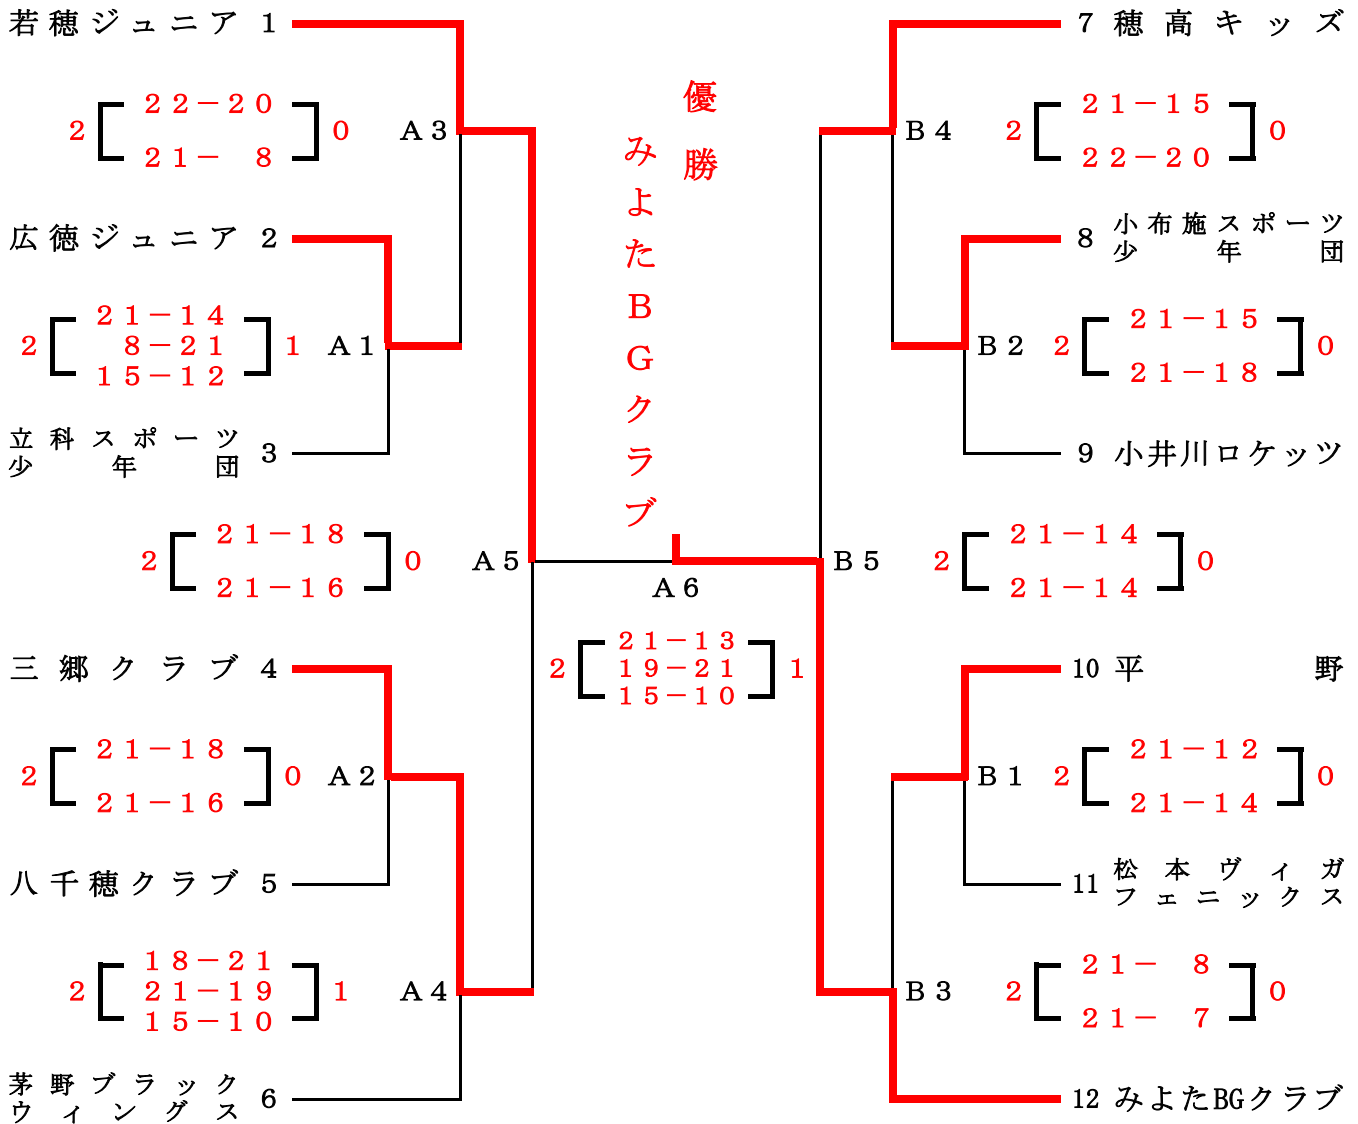 若穂ジュニア 1
2 22-20 0
21- 8
A3
広徳ジュニア 2
2 21-14 1
8-21
15-12
A1
立科スポーツ
少年団 3
2 21-18 0
21-16
A5
三郷クラブ 4
2 21-18 0
21-16
A2
八千穂クラブ 5
2 18-21 1
21-19
15-10
A4
茅野ブラック
ウィングス 6
優勝
みよたBGクラブ
A6
2 21-13 1
19-21
15-10
7 穂高キッズ
B4
2 21-15 0
22-20
8 小布施スポーツ
少年団
B2
2 21-15 0
21-18
9 小井川ロケッツ
B5
2 21-14 0
21-14
10 平野
B1
2 21-12 0
21-14
11 松本ヴィガ
フェニックス
B3
2 21- 8 0
21- 7
12 みよたBGクラブ